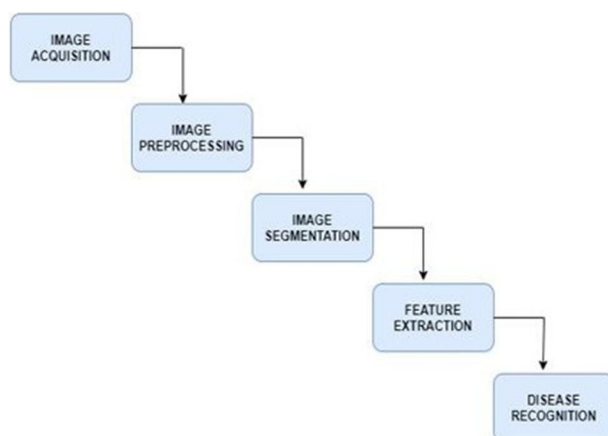 IMAGE
ACQUISITION
IMAGE
PREPROCESSING
IMAGE
SEGMENTATION
FEATURE
EXTRACTION
DISEASE
RECOGNITION